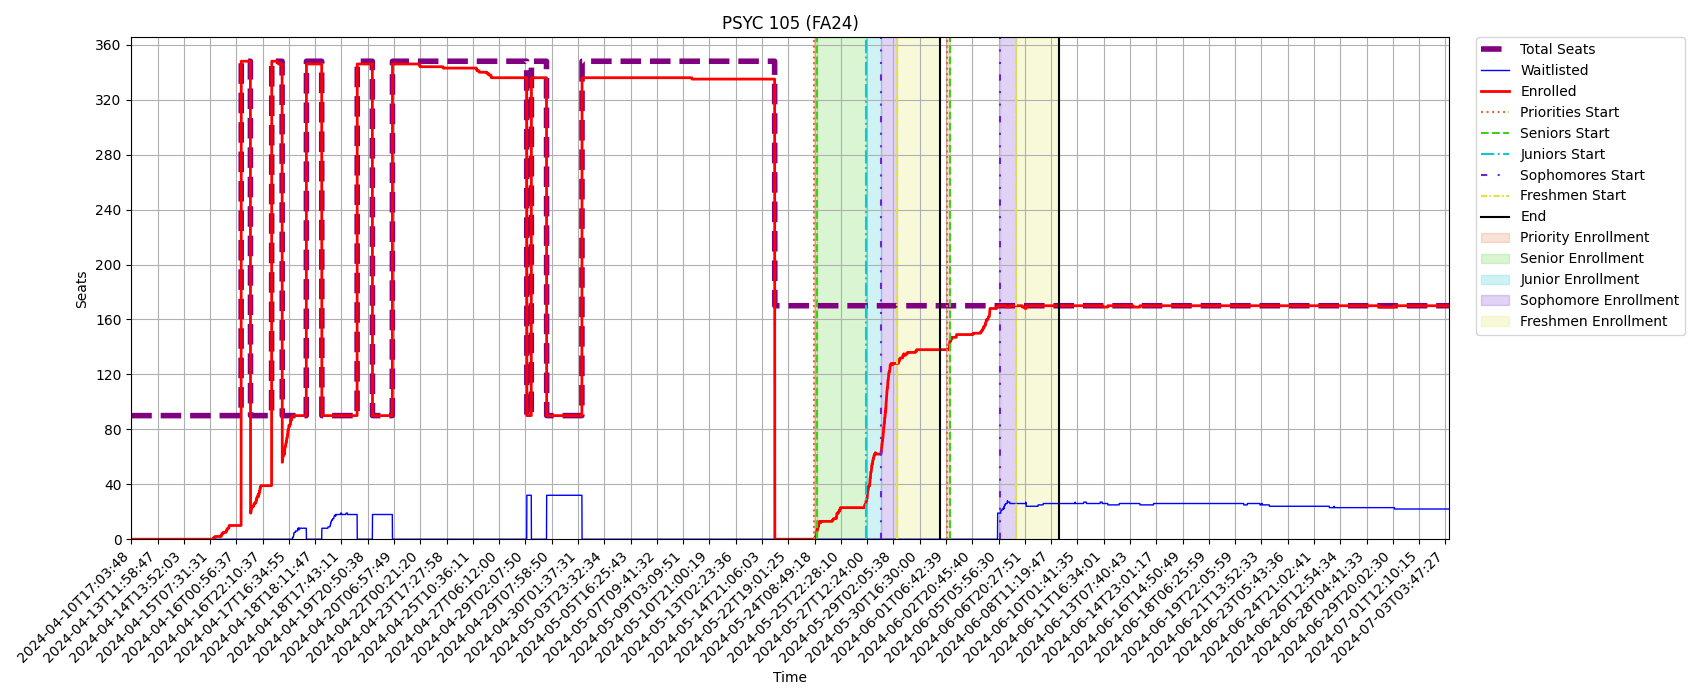 PSYC 105 (FA24)
360
320
280
240
200
160
120
80
40
0
Seats
2024-04-10T17:03:48
2024-04-13T11:58:47
2024-04-14T13:52:03
2024-04-15T07:31:31
2024-04-16T00:56:37
2024-04-16T22:10:37
2024-04-17T16:34:55
2024-04-18T18:11:47
2024-04-18T17:43:11
2024-04-19T20:50:38
2024-04-20T06:57:49
2024-04-22T00:21:20
2024-04-23T17:27:58
2024-04-25T10:36:11
2024-04-27T06:12:00
2024-04-29T02:07:50
2024-04-29T07:58:50
2024-04-30T01:37:31
2024-05-03T23:32:34
2024-05-05T16:25:43
2024-05-07T09:41:32
2024-05-09T03:09:51
2024-05-10T21:00:19
2024-05-13T02:23:36
2024-05-14T21:06:03
2024-05-22T19:01:25
2024-05-24T08:49:18
2024-05-25T22:28:10
2024-05-27T12:24:00
2024-05-29T02:05:38
2024-05-30T16:30:00
2024-06-01T06:42:39
2024-06-02T20:45:40
2024-06-05T05:56:30
2024-06-06T20:27:51
2024-06-08T11:19:47
2024-06-10T01:41:35
2024-06-11T16:34:01
2024-06-13T07:40:43
2024-06-14T23:01:17
2024-06-16T14:50:49
2024-06-18T06:25:59
2024-06-19T22:05:59
2024-06-21T13:52:33
2024-06-23T05:43:36
2024-06-24T21:02:41
2024-06-26T12:54:34
2024-06-28T04:41:33
2024-06-29T20:02:30
2024-07-01T12:10:15
2024-07-03T03:47:27
Time
Total Seats
Waitlisted
Enrolled
Priorities Start
Seniors Start
Juniors Start
Sophomores Start
Freshmen Start
End
Priority Enrollment
Senior Enrollment
Junior Enrollment
Sophomore Enrollment
Freshmen Enrollment